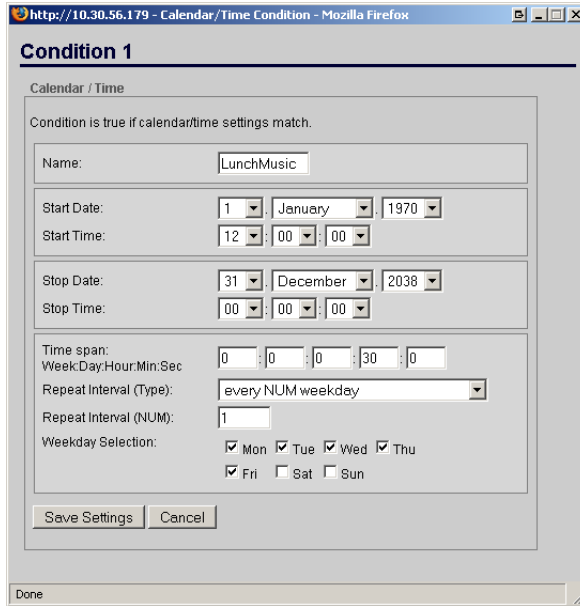 http://10.30.56.179 - Calendar/Time Condition - Mozilla Firefox
Condition 1
Calendar / Time
Condition is true if calendar/time settings match.
Name: LunchMusic
Start Date: 1 . January . 1970
Start Time: 12 : 00 : 00
Stop Date: 31 . December . 2038
Stop Time: 00 : 00 : 00
Time span:
Week:Day:Hour:Min:Sec 0 : 0 : 0 : 30 : 0
Repeat Interval (Type): every NUM weekday
Repeat Interval (NUM): 1
Weekday Selection: Mon Tue Wed Thu
Fri Sat Sun
Save Settings Cancel
Done